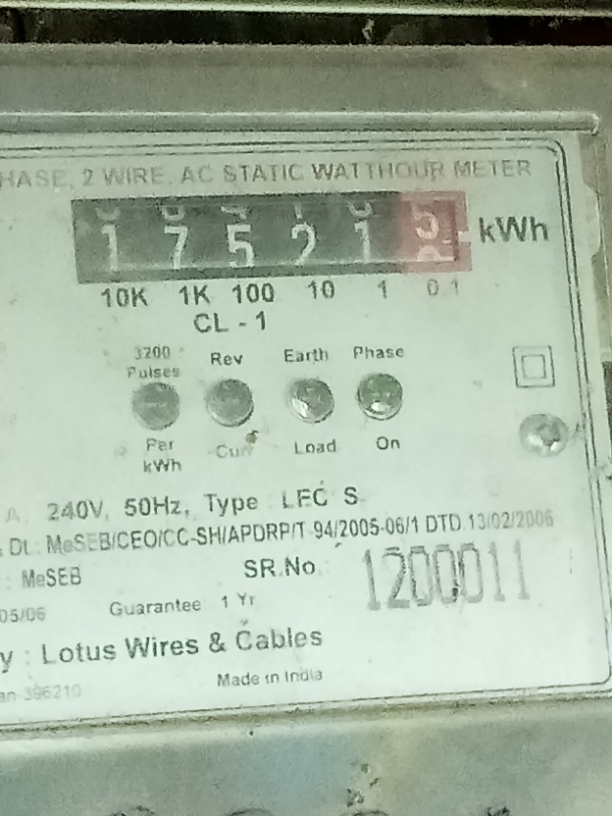 HASE, 2 WIRE, AC STATIC WATTHOUR METER
1 7 5 2 1 5 kWh
10K 1K 100 10 1 0.1
CL - 1
3200 Pulses Rev Earth Phase
Per kWh Curr Load On
A, 240V, 50Hz, Type LEC S
Dt.: MeSEB/CEO/CC-SH/APDRP/T-94/2005-06/1 DTD.13/02/2006
: MeSEB SR.No. 1200011
05/06 Guarantee 1 Yr
y : Lotus Wires & Cables
an-396210 Made in India